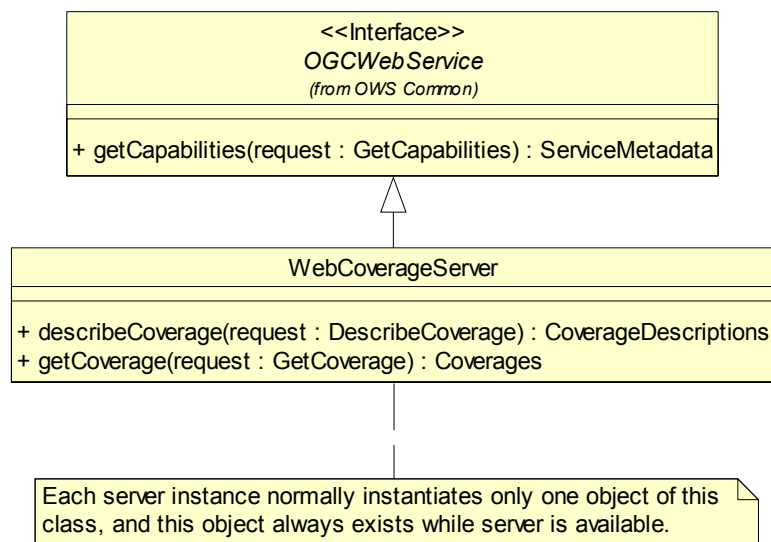 <<Interface>>
OGCWebService
(from OWS Common)
+ getCapabilities(request : GetCapabilities) : ServiceMetadata
WebCoverageServer
+ describeCoverage(request : DescribeCoverage) : CoverageDescriptions
+ getCoverage(request : GetCoverage) : Coverages
Each server instance normally instantiates only one object of this
class, and this object always exists while server is available.